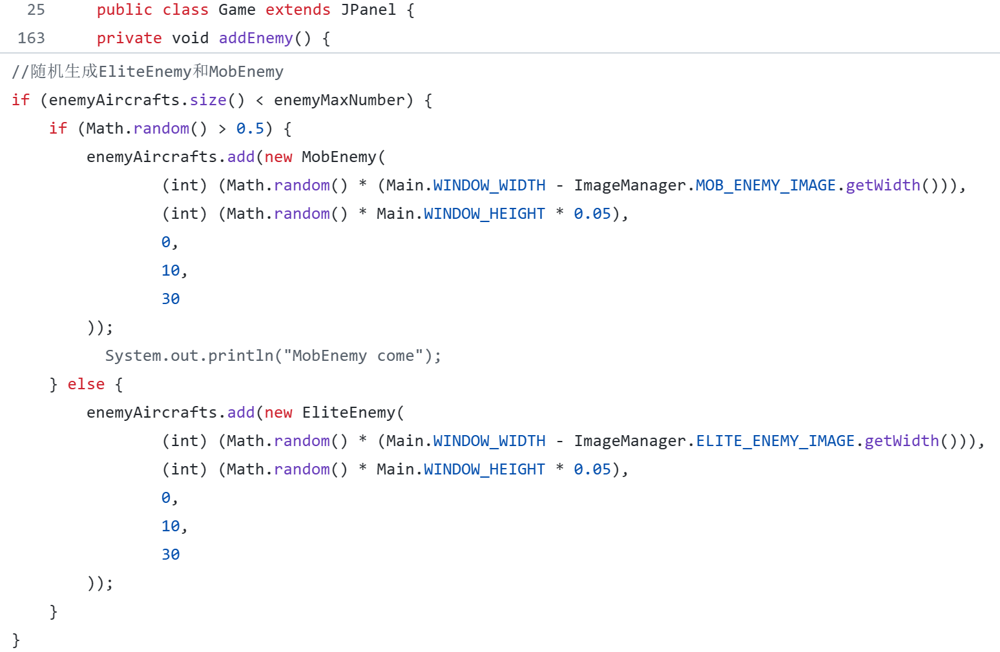 25 public class Game extends JPanel {
163 private void addEnemy() {
//随机生成EliteEnemy和MobEnemy
if (enemyAircrafts.size() < enemyMaxNumber) {
if (Math.random() > 0.5) {
enemyAircrafts.add(new MobEnemy(
(int) (Math.random() * (Main.WINDOW_WIDTH - ImageManager.MOB_ENEMY_IMAGE.getWidth())),
(int) (Math.random() * Main.WINDOW_HEIGHT * 0.05),
0,
10,
30
));
System.out.println("MobEnemy come");
} else {
enemyAircrafts.add(new EliteEnemy(
(int) (Math.random() * (Main.WINDOW_WIDTH - ImageManager.ELITE_ENEMY_IMAGE.getWidth())),
(int) (Math.random() * Main.WINDOW_HEIGHT * 0.05),
0,
10,
30
));
}
}